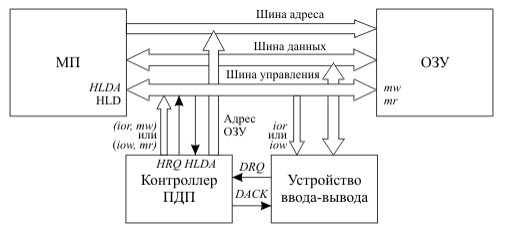 Шина адреса
Шина данных
МП
ОЗУ
Шина управления
HLDA
HLD
mw
mr
(ior, mw)
или
(iow, mr)
Адрес
ОЗУ
ior
или
iow
HRQ HLDA
DRQ
Контроллер
ПДП
DACK
Устройство
ввода-вывода